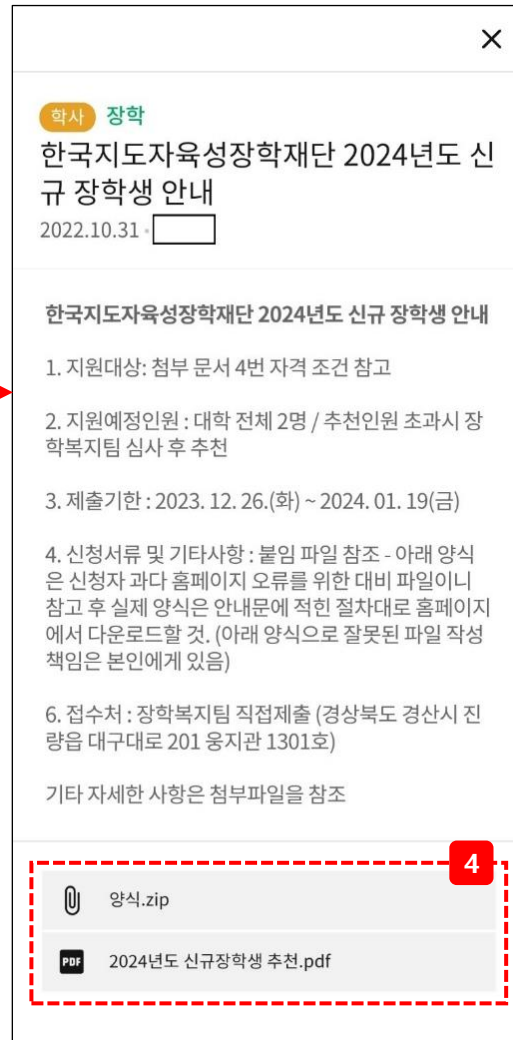 학사 장학
한국지도자육성장학재단 2024년도 신
규 장학생 안내
2022.10.31
한국지도자육성장학재단 2024년도 신규 장학생 안내
1. 지원대상: 첨부 문서 4번 자격 조건 참고
2. 지원예정인원 : 대학 전체 2명 / 추천인원 초과시 장
학복지팀 심사 후 추천
3. 제출기한 : 2023. 12. 26.(화) ~ 2024. 01. 19(금)
4. 신청서류 및 기타사항 : 붙임 파일 참조 - 아래 양식
은 신청자 과다 홈페이지 오류를 위한 대비 파일이니
참고 후 실제 양식은 안내문에 적힌 절차대로 홈페이지
에서 다운로드할 것. (아래 양식으로 잘못된 파일 작성
책임은 본인에게 있음)
6. 접수처 : 장학복지팀 직접제출 (경상북도 경산시 진
량읍 대구대로 201 웅지관 1301호)
기타 자세한 사항은 첨부파일을 참조
4
양식.zip
PDF 2024년도 신규장학생 추천.pdf